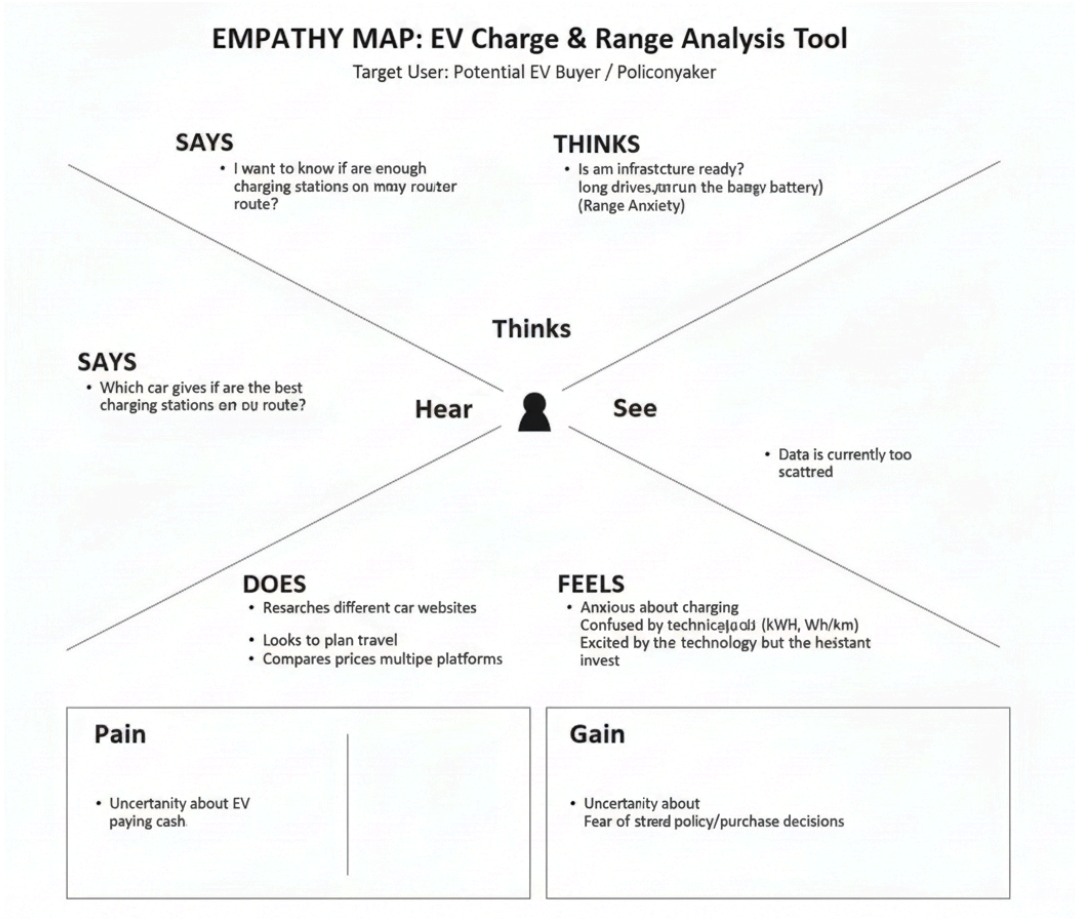 EMPATHY MAP: EV Charge & Range Analysis Tool
Target User: Potential EV Buyer / Policonyaker
SAYS
• I want to know if are enough
charging stations on mmy rou/ter
route?
THINKS
• Is am infrastcture ready?
long drives, run the battery)
(Range Anxiety)
Thinks
SAYS
• Which car gives if are the best
charging stations on ou route?
Hear
See
• Data is currently too
scattred
DOES
• Resarches different car websites
• Looks to plan travel
• Compares prices multipe platforms
FEELS
• Anxious about charging
Confused by (kWH, Wh/km)
Excited by the technology but the heistant
invest
Pain
• Uncertanity about EV
paying cash
Gain
• Uncertanity about
Fear of policy/purchase decisions